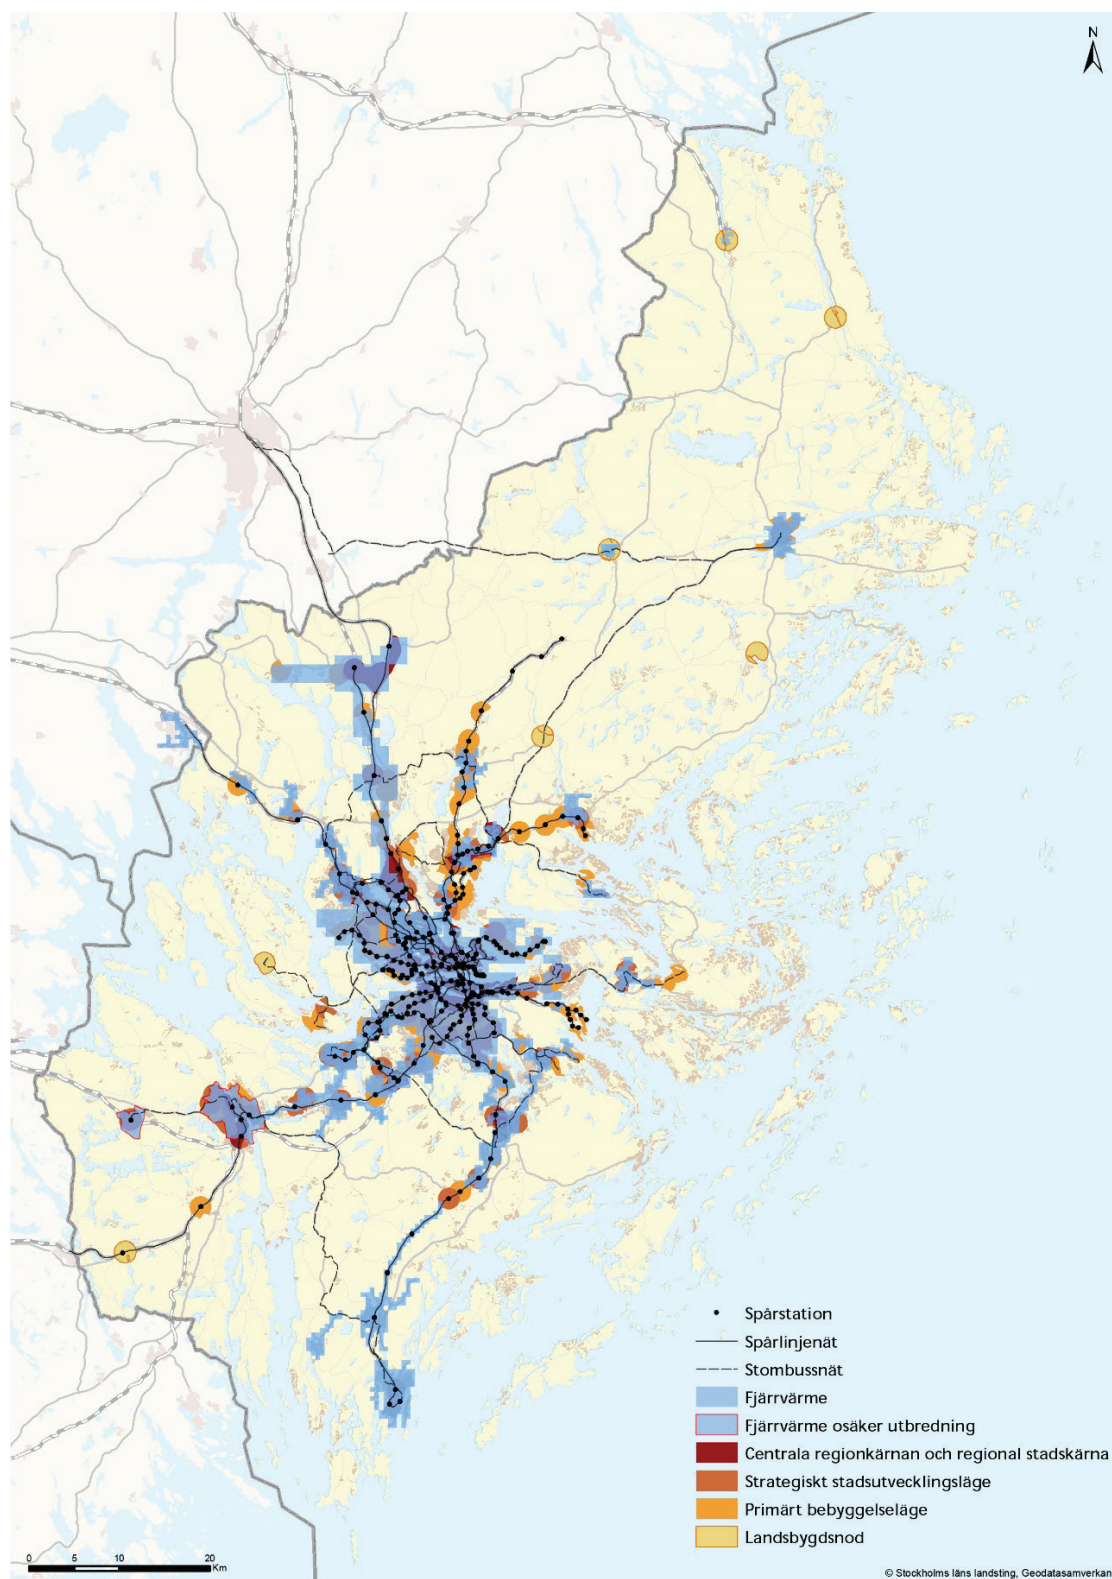 N
Spårstation
Spårlinjenät
Stombussnät
Fjärrvärme
Fjärrvärme osäker utbredning
Centrala regionkärnan och regional stadskärna
Strategiskt stadsutvecklingsläge
Primärt bebyggelseläge
Landsbygdsnod
0 5 10 20
Km
© Stockholms läns landsting, Geodatasamverkan